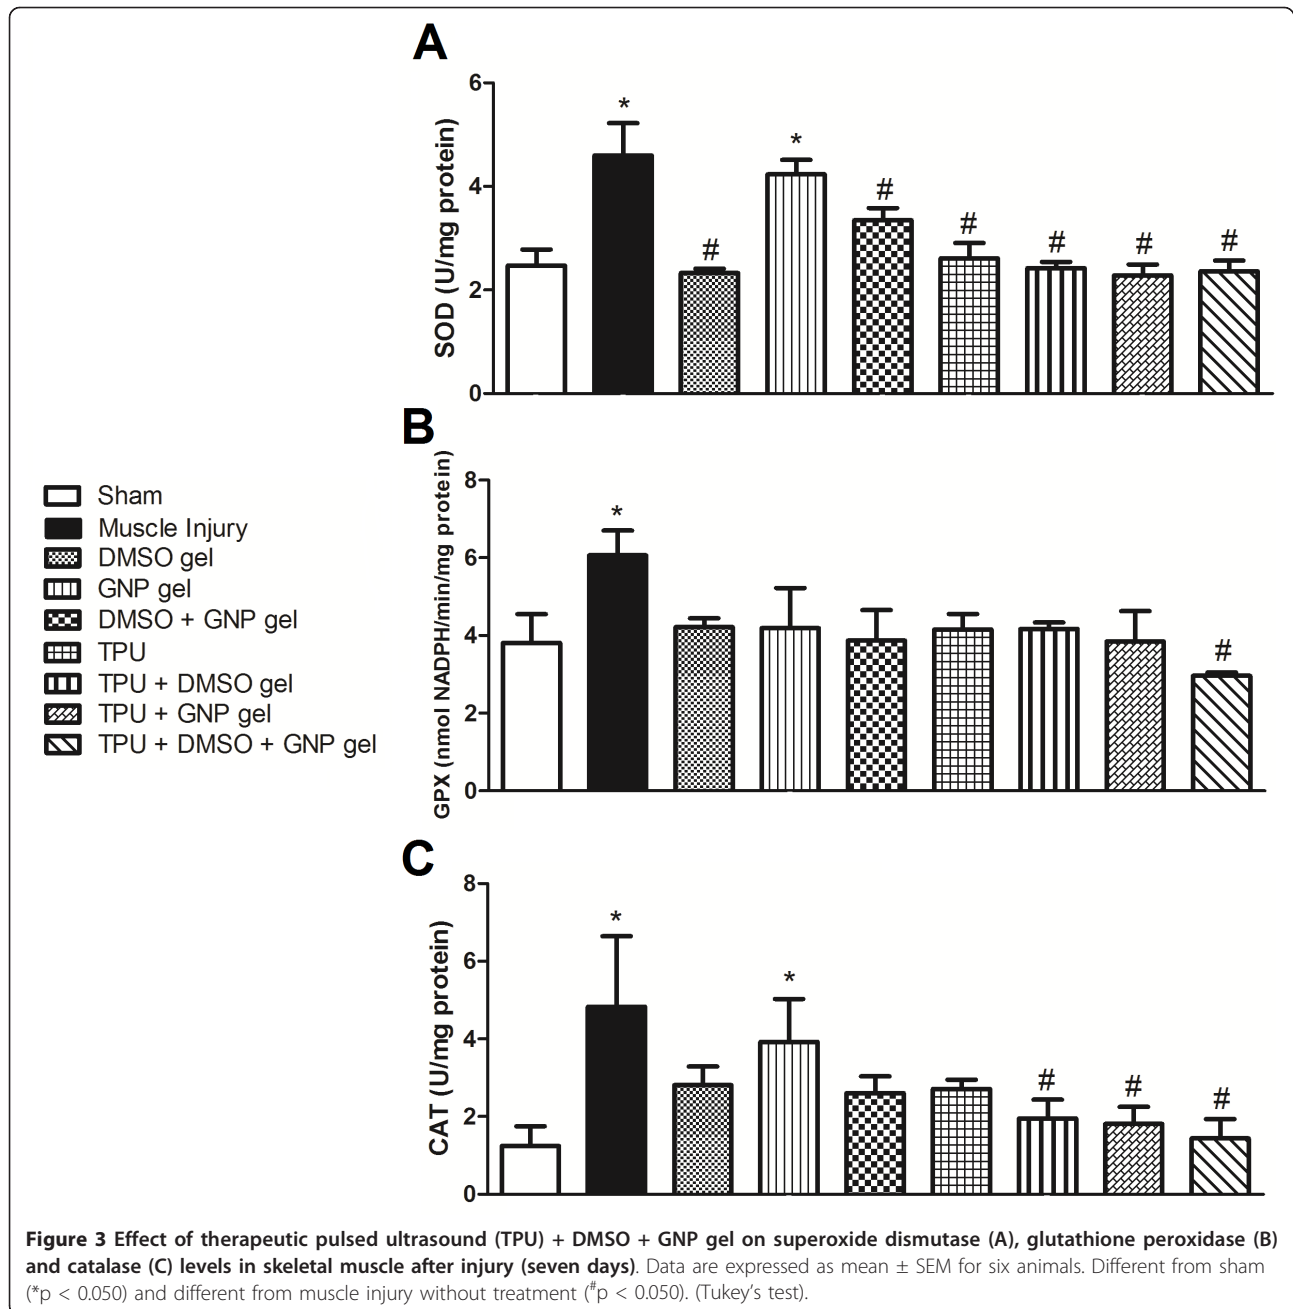 A
6
4
2
0
SOD (U/mg protein)
*
#
*
#
#
#
#
#
B
8
6
4
2
0
GPX (nmol NADPH/min/mg protein)
*
#
Sham
Muscle Injury
DMSO gel
GNP gel
DMSO + GNP gel
TPU
TPU + DMSO gel
TPU + GNP gel
TPU + DMSO + GNP gel
C
8
6
4
2
0
CAT (U/mg protein)
*
*
#
#
#
Figure 3 Effect of therapeutic pulsed ultrasound (TPU) + DMSO + GNP gel on superoxide dismutase (A), glutathione peroxidase (B)
and catalase (C) levels in skeletal muscle after injury (seven days). Data are expressed as mean ± SEM for six animals. Different from sham
(*p < 0.050) and different from muscle injury without treatment (#p < 0.050). (Tukey's test).